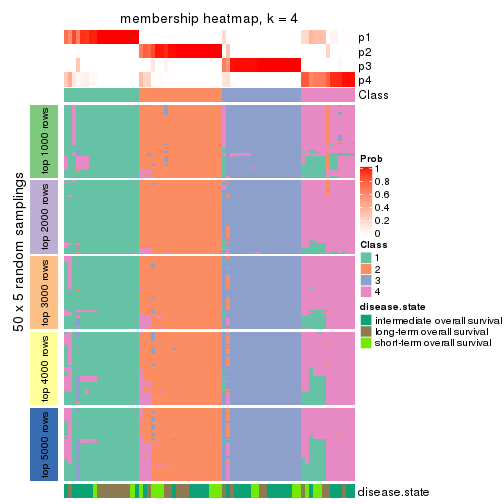 membership heatmap, k = 4
p1
p2
p3
p4
Class
50 x 5 random samplings
top 1000 rows
top 2000 rows
top 3000 rows
top 4000 rows
top 5000 rows
Prob
1
0.8
0.6
0.4
0.2
0
Class
1
2
3
4
disease.state
intermediate overall survival
long-term overall survival
short-term overall survival
disease.state